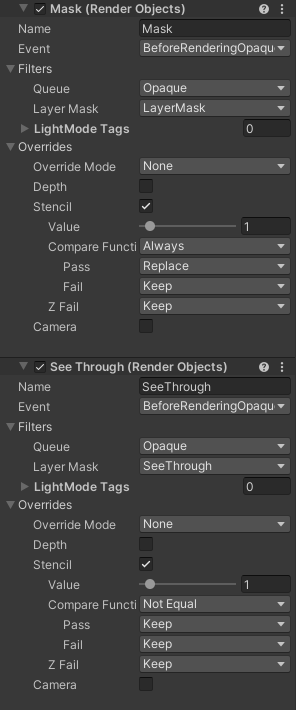 Mask (Render Objects)
Name Mask
Event BeforeRenderingOpaqu
Filters
Queue Opaque
Layer Mask LayerMask
LightMode Tags 0
Overrides
Override Mode None
Depth
Stencil
Value 1
Compare Functi Always
Pass Replace
Fail Keep
Z Fail Keep
Camera
See Through (Render Objects)
Name SeeThrough
Event BeforeRenderingOpaqu
Filters
Queue Opaque
Layer Mask SeeThrough
LightMode Tags 0
Overrides
Override Mode None
Depth
Stencil
Value 1
Compare Functi Not Equal
Pass Keep
Fail Keep
Z Fail Keep
Camera